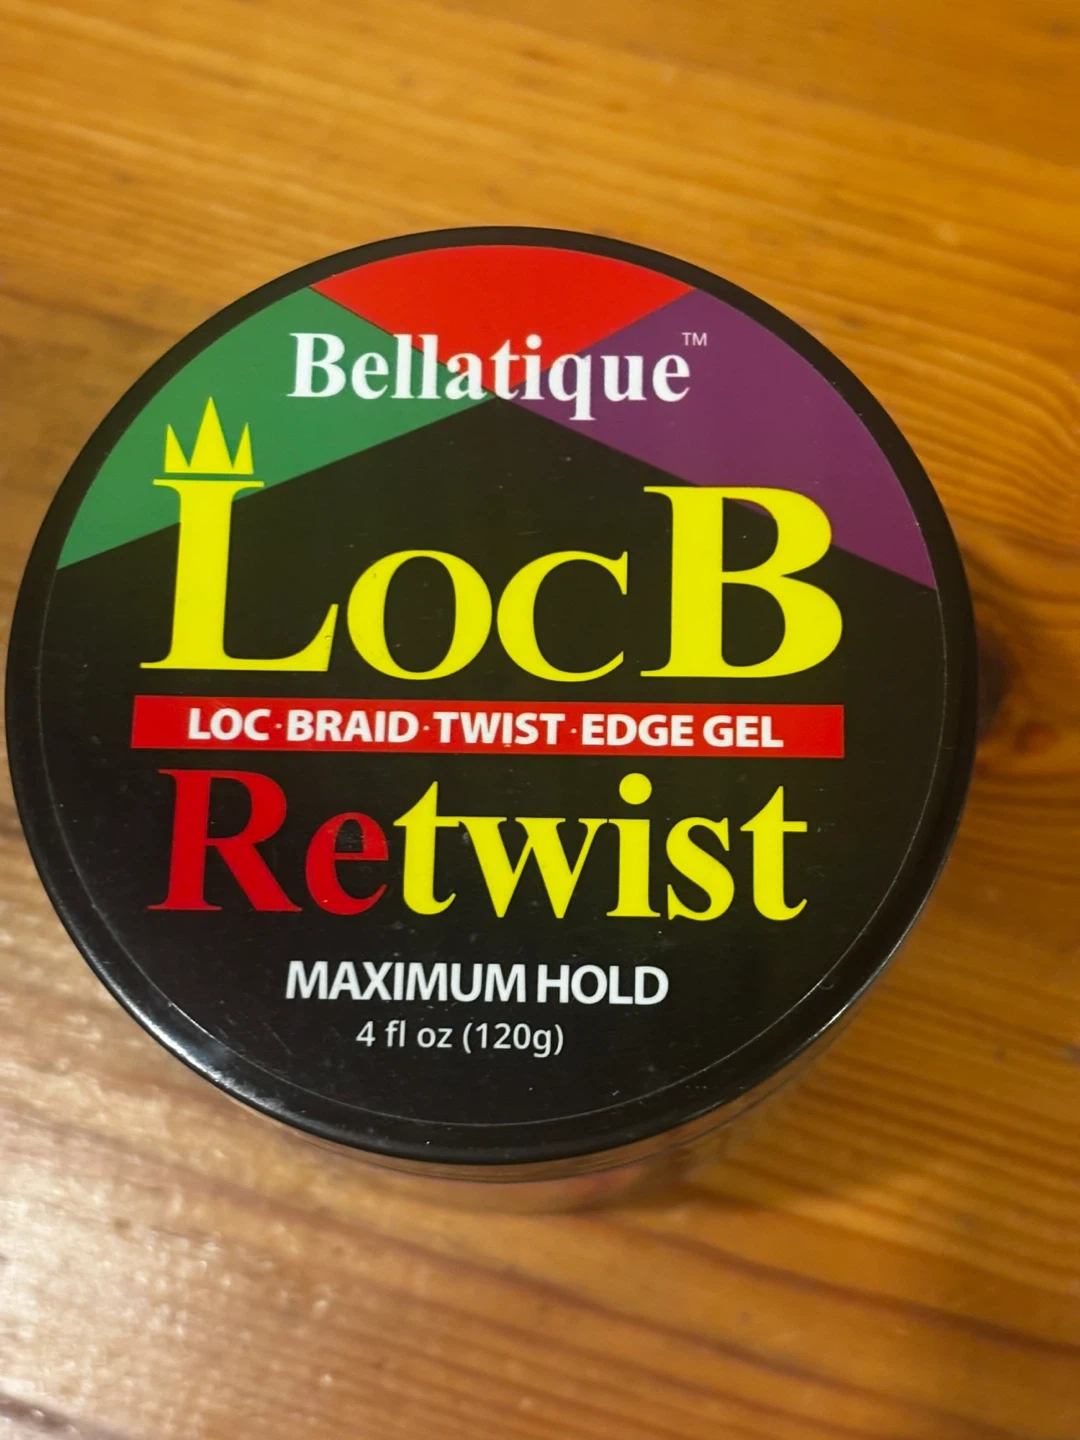 Bellatique™
LocB
LOC·BRAID·TWIST·EDGE GEL
Retwist
MAXIMUM HOLD
4 fl oz (120g)